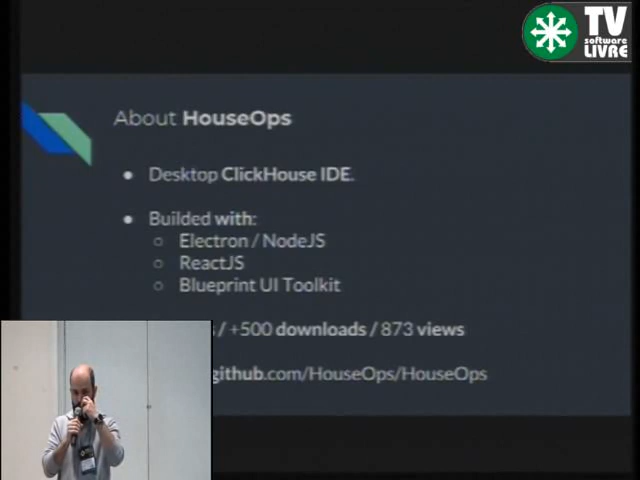 TV
software
LIVRE
About HouseOps
Desktop ClickHouse IDE.
Builded with:
Electron / NodeJS
ReactJS
Blueprint UI Toolkit
/ +500 downloads / 873 views
github.com/HouseOps/HouseOps